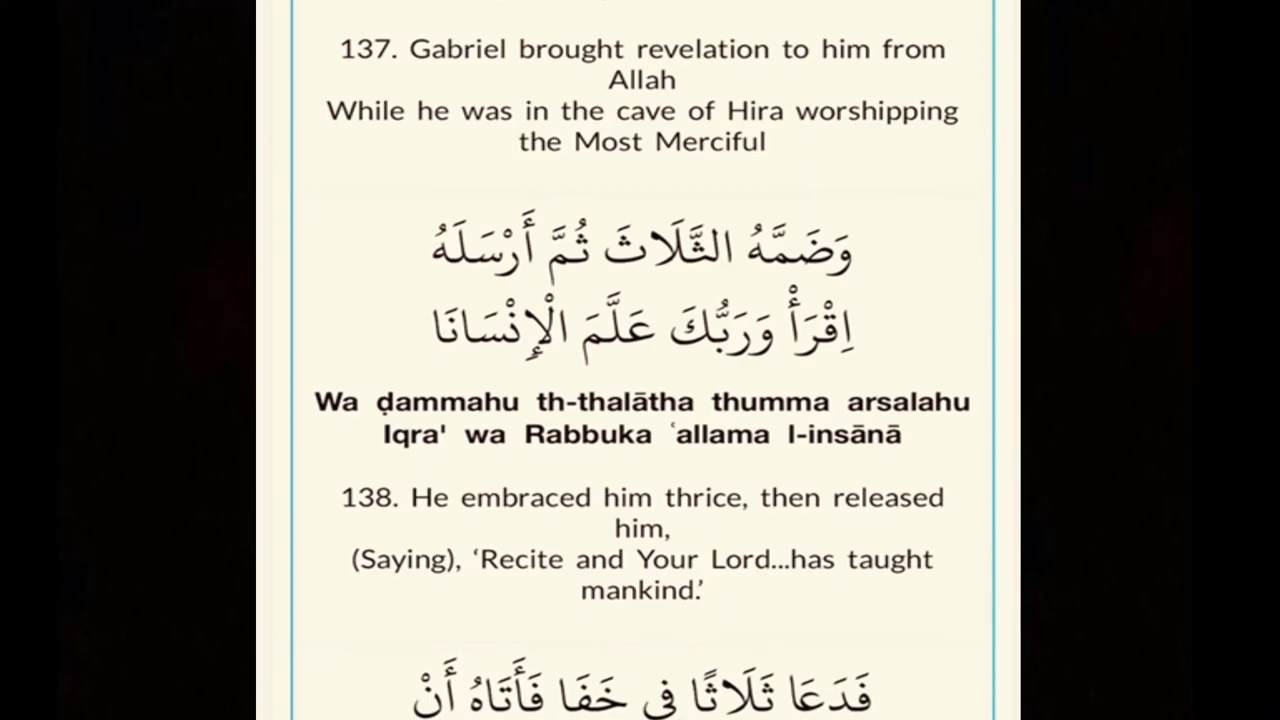 137. Gabriel brought revelation to him from
Allah
While he was in the cave of Hira worshipping
the Most Merciful
وَضَمَّهُ الثَّلَاثَ ثُمَّ أَرْسَلَهُ
اِقْرَأْ وَرَبُّكَ عَلَّمَ الْإِنْسَانَا
Wa ḍammahu th-thalātha thumma arsalahu
Iqra' wa Rabbuka ʿallama l-insānā
138. He embraced him thrice, then released
him,
(Saying), ‘Recite and Your Lord...has taught
mankind.’
فَدَعَا ثَلَاثًا فِي خَفَا فَأَتَاهُ أَنْ